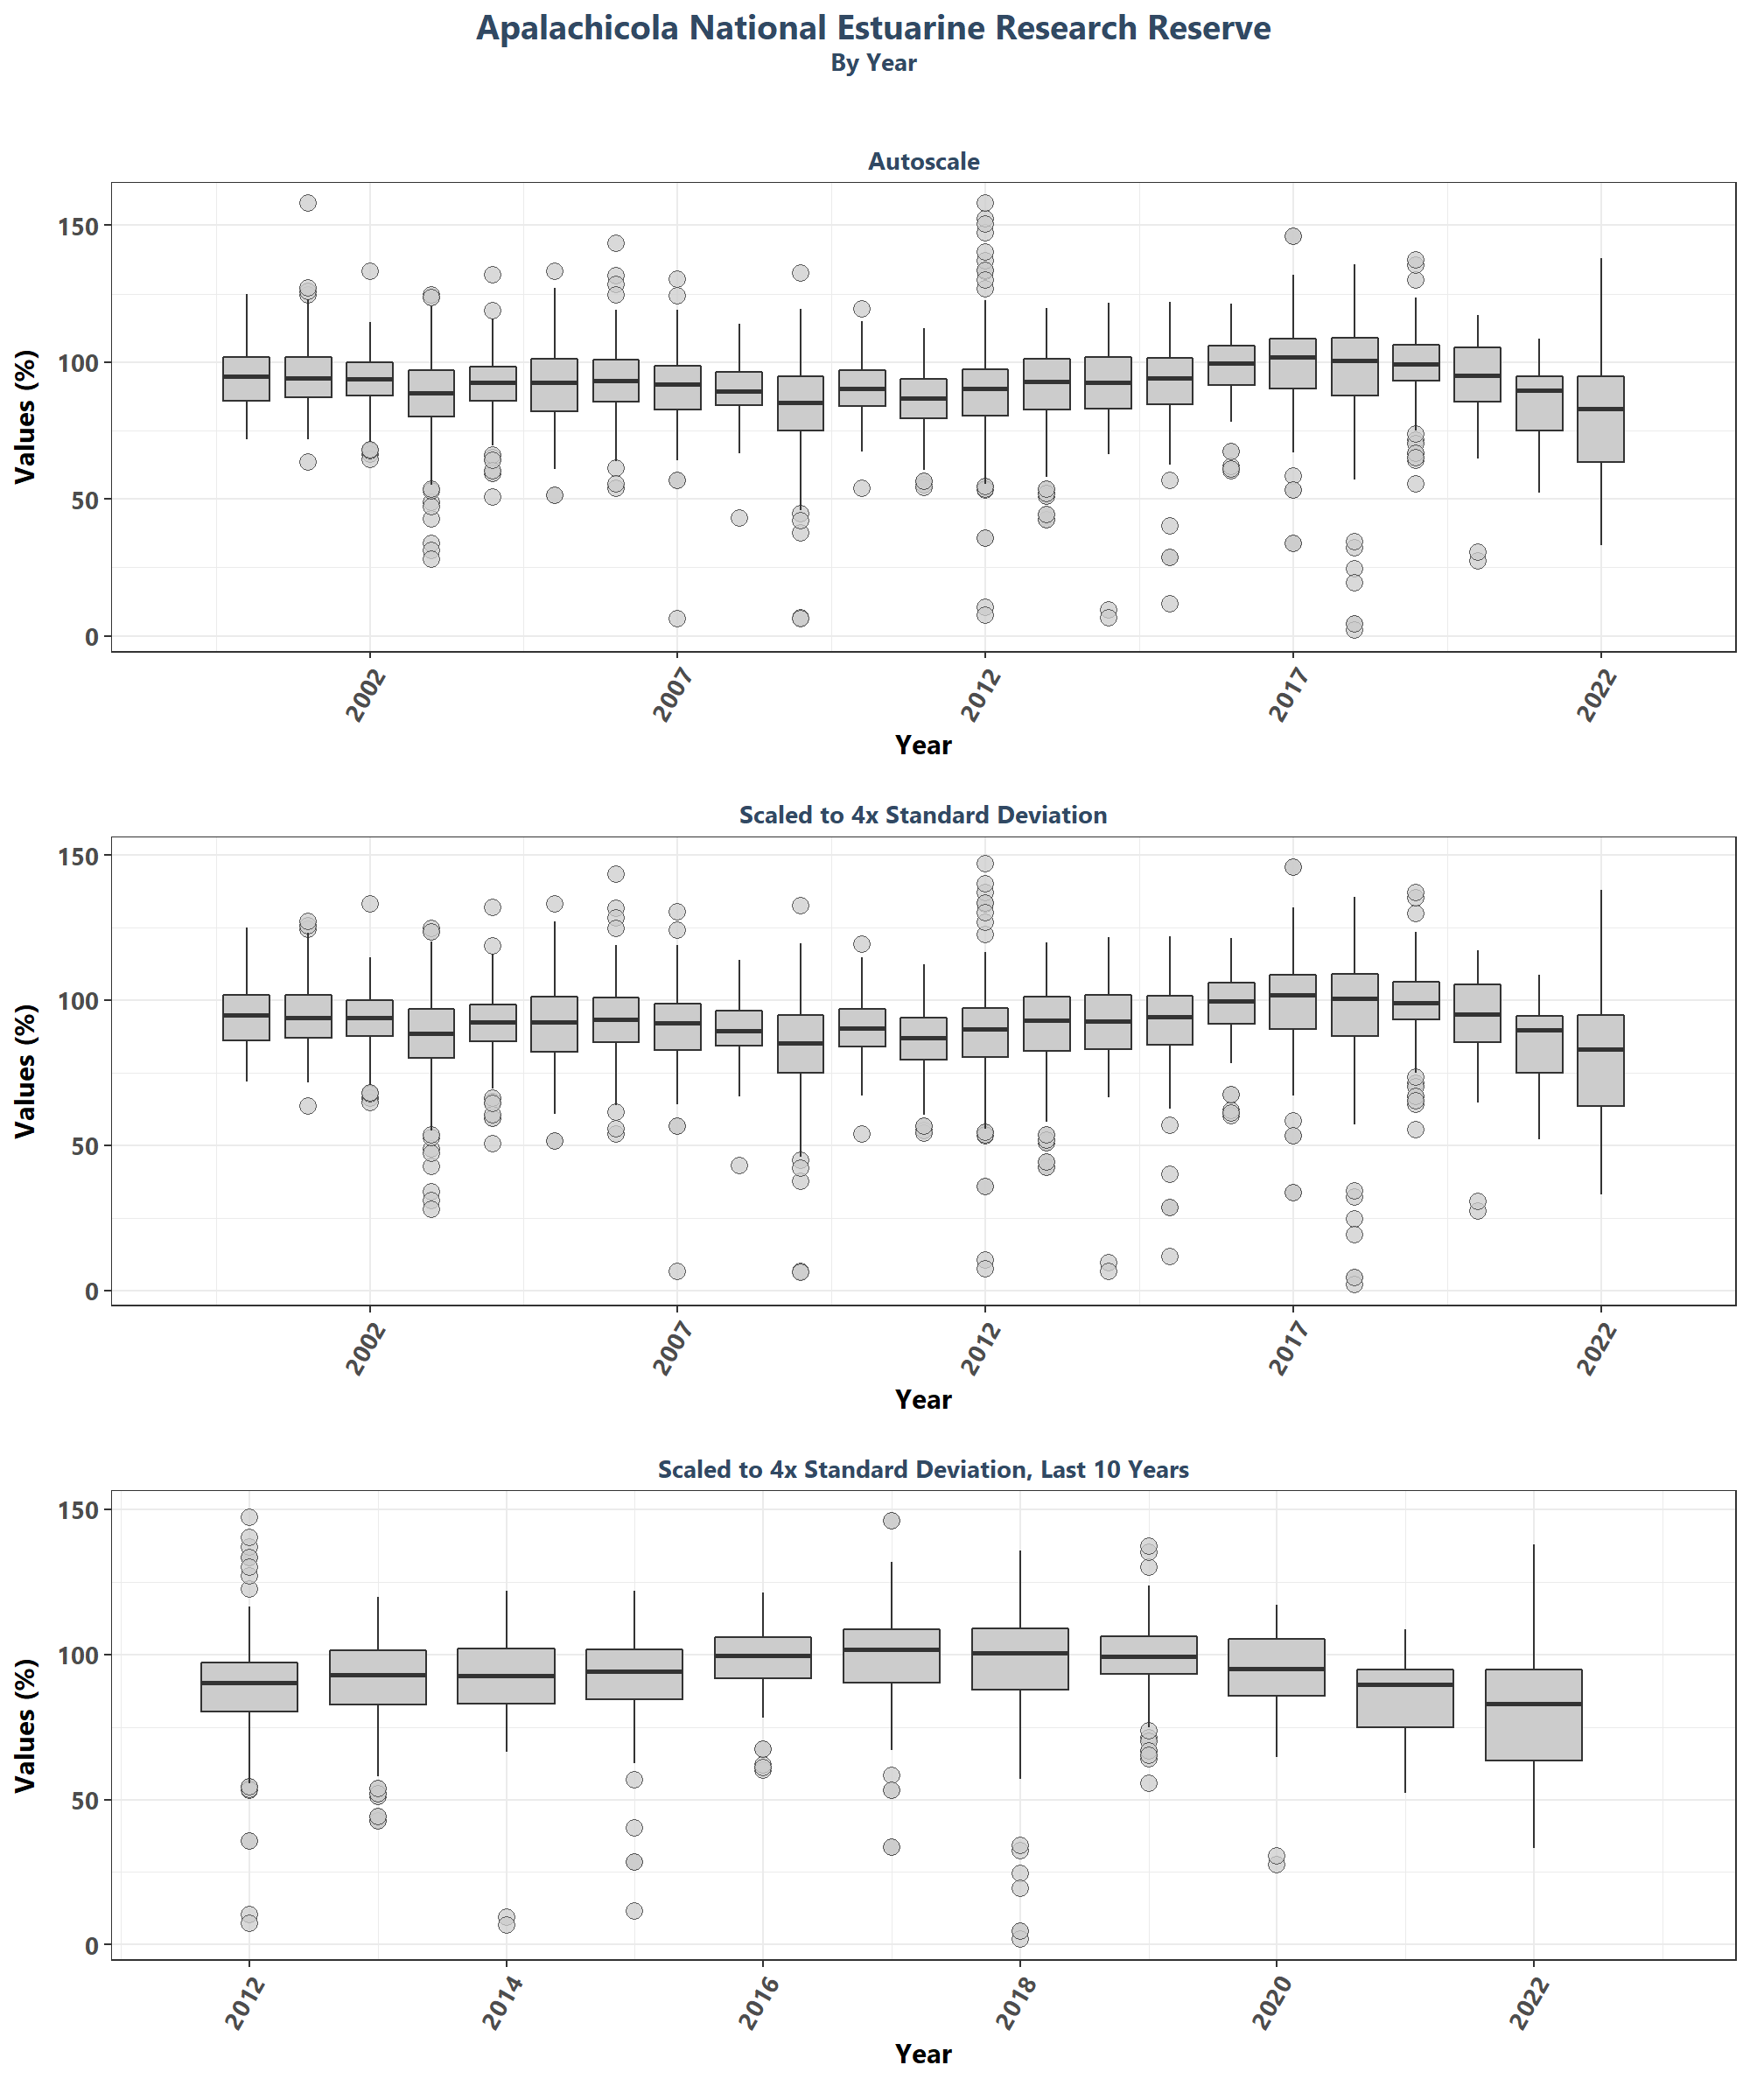 Apalachicola National Estuarine Research Reserve
By Year
Autoscale
Values (%)
150
100
50
0
2002
2007
2012
2017
2022
Year
Scaled to 4x Standard Deviation
Values (%)
150
100
50
0
2002
2007
2012
2017
2022
Year
Scaled to 4x Standard Deviation, Last 10 Years
Values (%)
150
100
50
0
2012
2014
2016
2018
2020
2022
Year